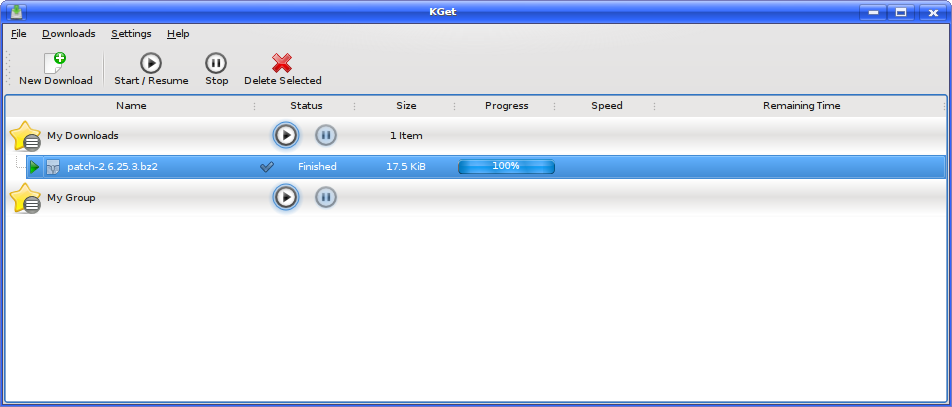 KGet
File Downloads Settings Help
New Download Start / Resume Stop Delete Selected
Name Status Size Progress Speed Remaining Time
My Downloads 1 Item
patch-2.6.25.3.bz2 Finished 17.5 KiB 100%
My Group